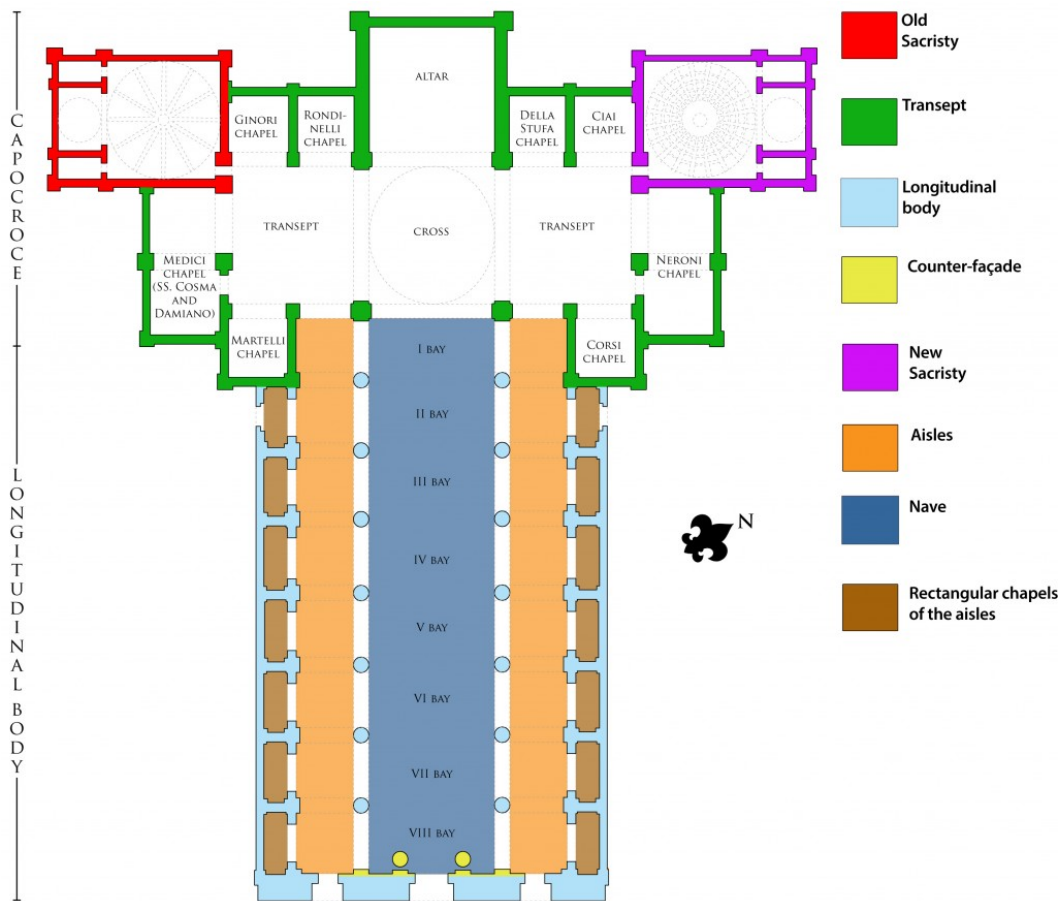 CAPOCROCE
LONGITUDINAL BODY
ALTAR
GINORI
CHAPEL
RONDI-
NELLI
CHAPEL
DELLA
STUFA
CHAPEL
CIAI
CHAPEL
TRANSEPT
CROSS
TRANSEPT
MEDICI
CHAPEL
(SS. COSMA
AND
DAMIANO)
NERONI
CHAPEL
MARTELLI
CHAPEL
CORSI
CHAPEL
I BAY
II BAY
III BAY
IV BAY
V BAY
VI BAY
VII BAY
VIII BAY
N
Old
Sacristy
Transept
Longitudinal
body
Counter-façade
New
Sacristy
Aisles
Nave
Rectangular chapels
of the aisles